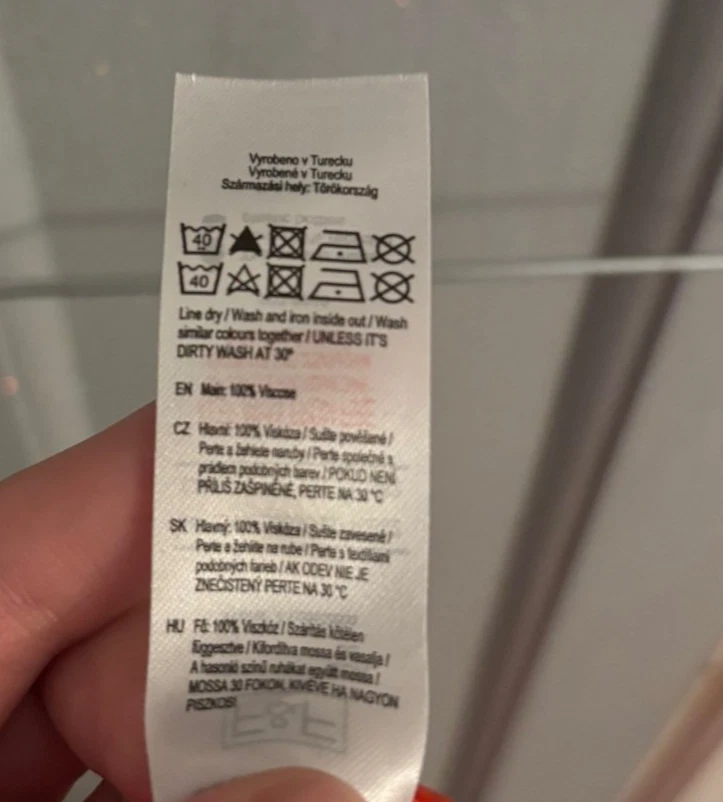 Vyrobeno v Turecku
Vyrobené v Turecku
Származási hely: Törökország
40
40
Line dry / Wash and iron inside out / Wash
similar colours together / UNLESS IT'S
DIRTY WASH AT 30°
EN Main: 100% Viscose
CZ Hlavní: 100% Viskóza / Sušte pověšené /
Perte a žehlete naruby / Perte společně s
prádlem podobných barev / POKUD NENÍ
PŘÍLIŠ ZAŠPINĚNÉ, PERTE NA 30 °C
SK Hlavný: 100% Viskóza / Sušte zavesené /
Perte a žehlite na rube / Perte s textíliami
podobných farieb / AK ODEV NIE JE
ZNEČISTENÝ PERTE NA 30 °C
HU Fő: 100% Viszkóz / Szárítás kötélen
függesztve / Kifordítva mossa és vasalja /
A hasonló színű ruhákat együtt mossa /
MOSSA 30 FOKON, KIVÉVE HA NAGYON
PISZKOS!